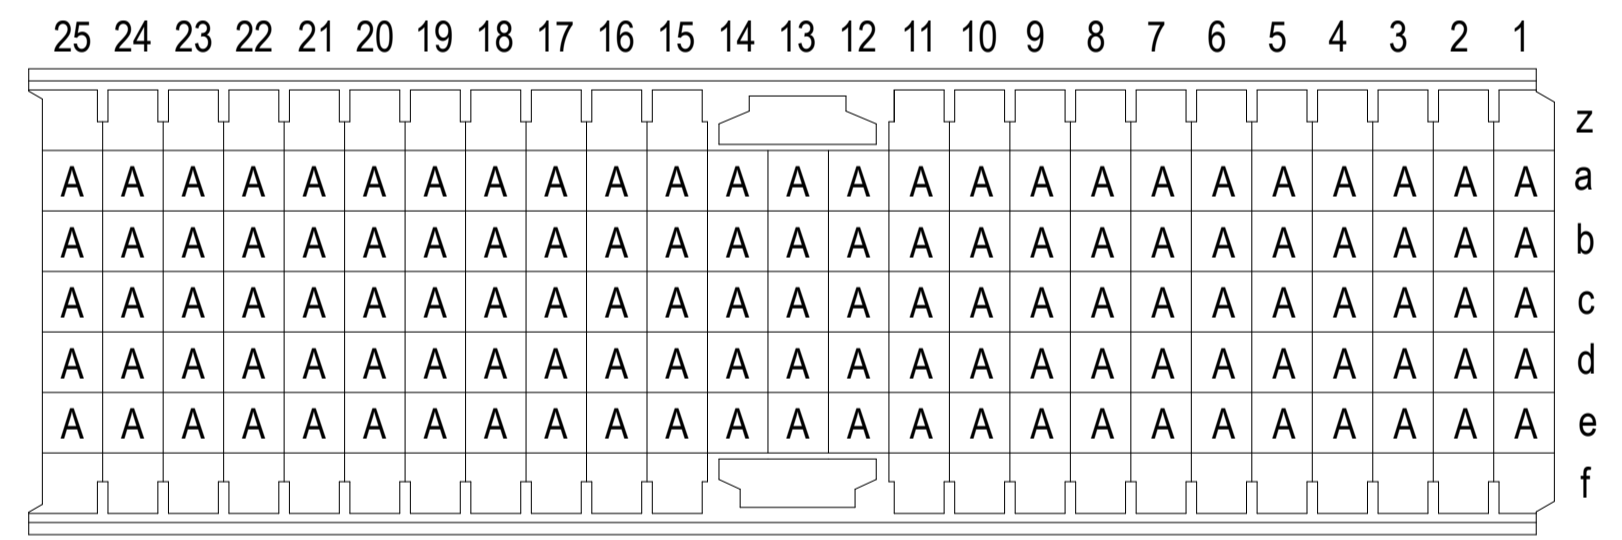 25 24 23 22 21 20 19 18 17 16 15 14 13 12 11 10 9 8 7 6 5 4 3 2 1
z
A A A A A A A A A A A A A A A A A A A A A A A A A a
A A A A A A A A A A A A A A A A A A A A A A A A A b
A A A A A A A A A A A A A A A A A A A A A A A A A c
A A A A A A A A A A A A A A A A A A A A A A A A A d
A A A A A A A A A A A A A A A A A A A A A A A A A e
f